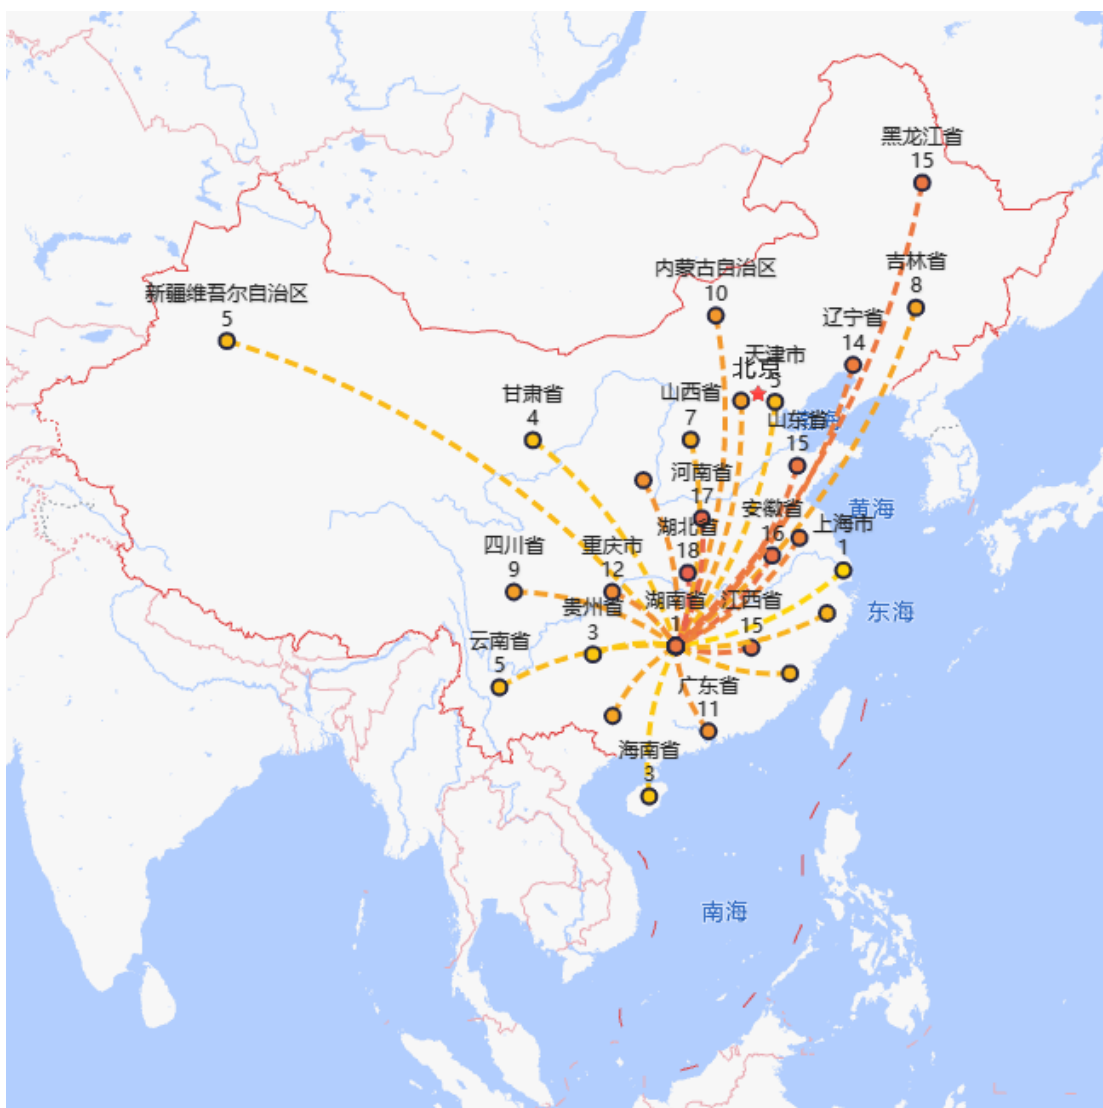 黑龙江省
15
吉林省
8
内蒙古自治区
10
新疆维吾尔自治区
5
辽宁省
14
天津市
5
北京
甘肃省
4
山西省
7
渤海
山东省
15
河南省
17
黄海
安徽省
16
上海市
1
湖北省
18
四川省
9
重庆市
12
贵州省
3
湖南省
江西省
15
东海
云南省
5
广东省
11
海南省
3
南海